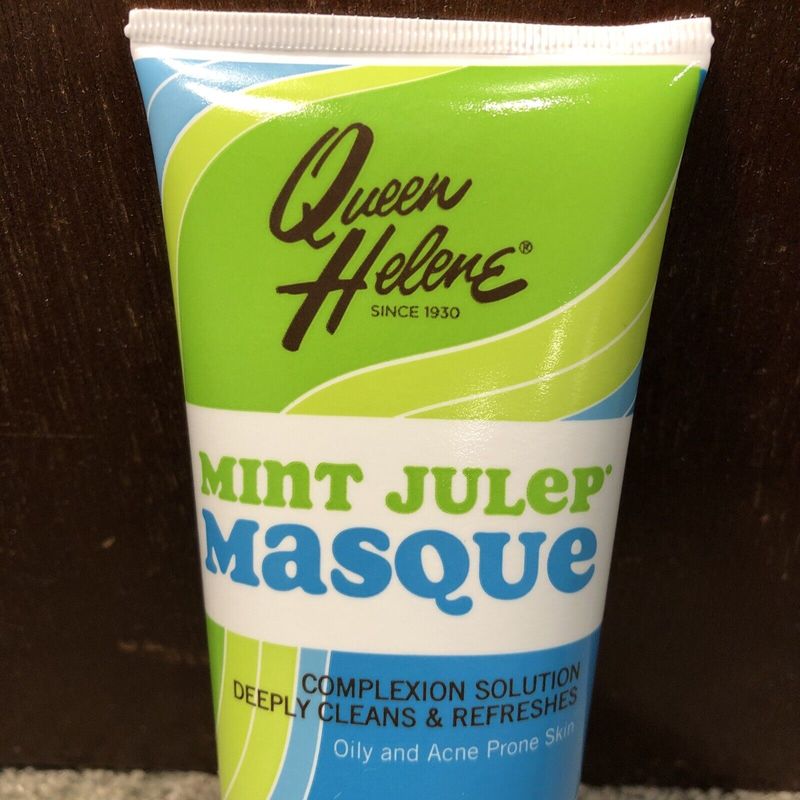 Queen
Helene®
SINCE 1930
MINT JULEP
MASQUE
COMPLEXION SOLUTION
DEEPLY CLEANS & REFRESHES
Oily and Acne Prone Skin